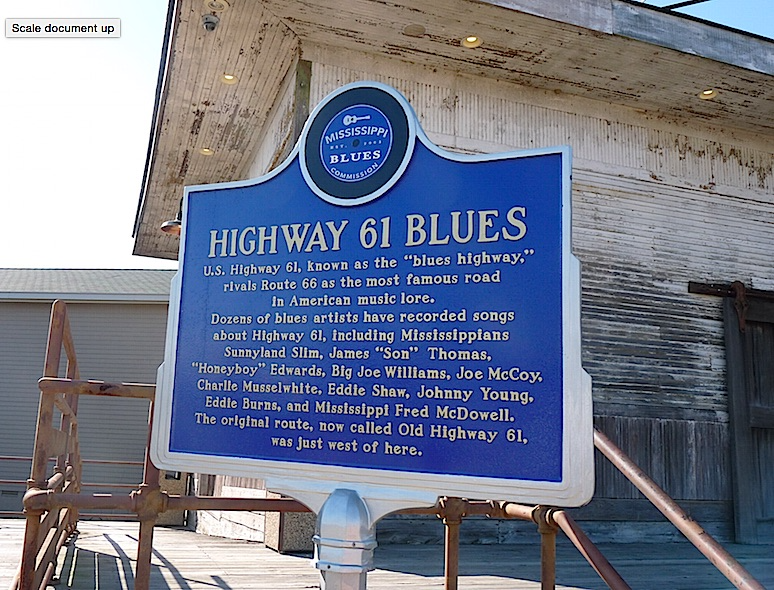 Scale document up
MISSISSIPPI
BLUES
COMMISSION
HIGHWAY 61 BLUES
U.S. Highway 61, known as the "blues highway,"
rivals Route 66 as the most famous road
in American music lore.
Dozens of blues artists have recorded songs
about Highway 61, including Mississippians
Sunnyland Slim, James "Son" Thomas,
"Honeyboy" Edwards, Big Joe Williams, Joe McCoy,
Charlie Musselwhite, Eddie Shaw, Johnny Young,
Eddie Burns, and Mississippi Fred McDowell.
The original route, now called Old Highway 61,
was just west of here.